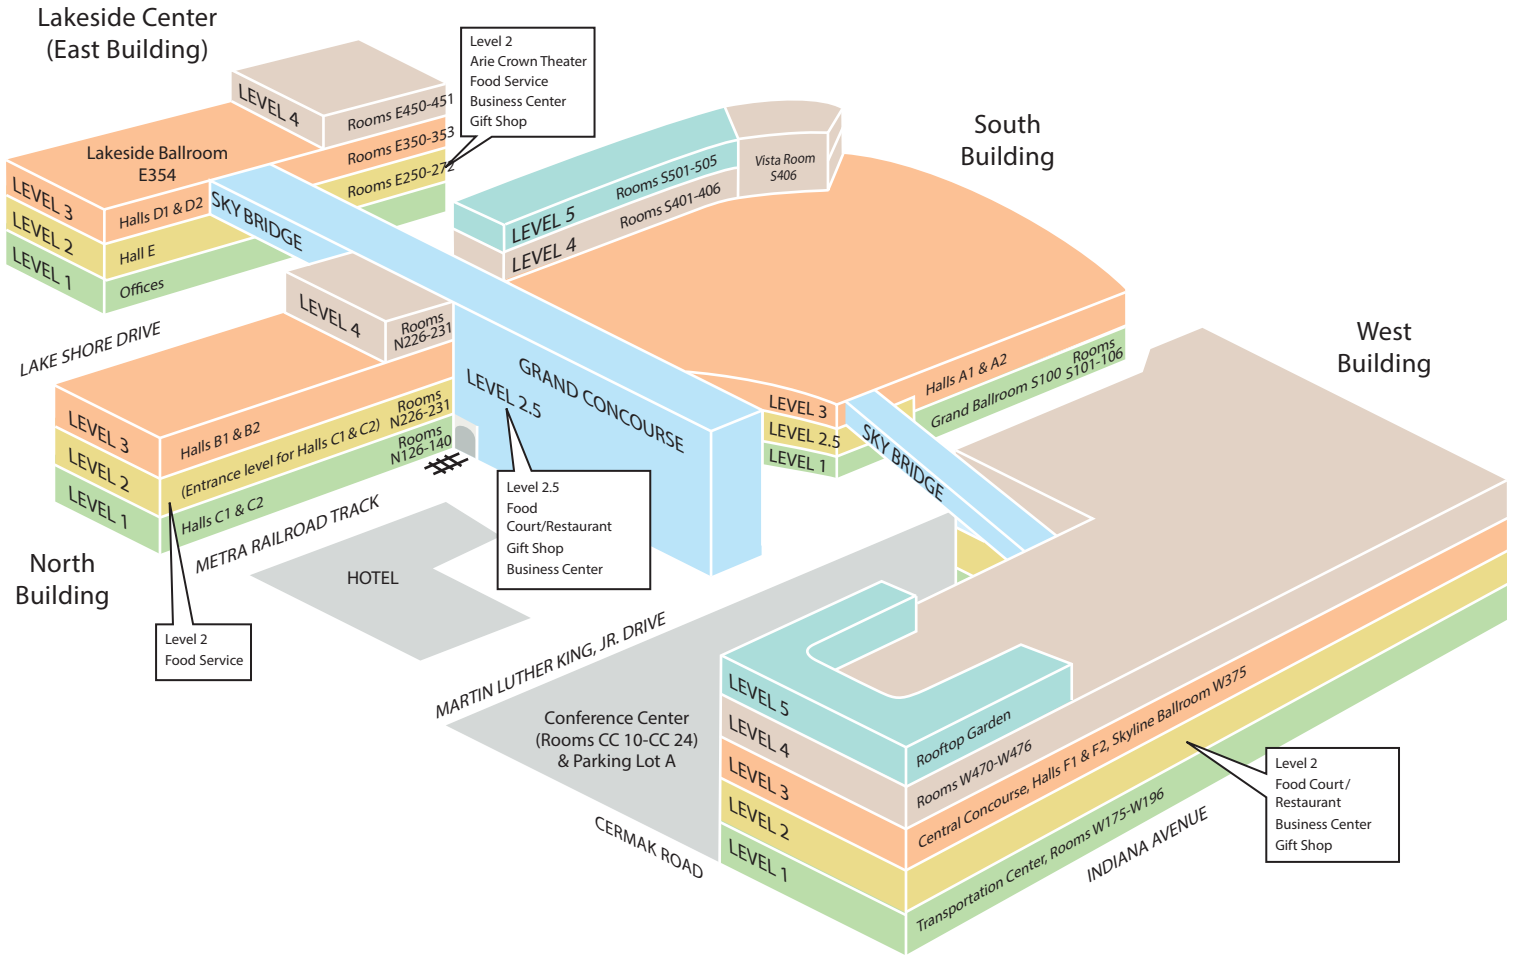 Lakeside Center
(East Building)
LEVEL 4
Rooms E450-451
Lakeside Ballroom
E354
Rooms E350-353
Rooms E250-272
LEVEL 3
Halls D1 & D2
LEVEL 2
Hall E
LEVEL 1
Offices
SKY BRIDGE
Level 2
Arie Crown Theater
Food Service
Business Center
Gift Shop
South
Building
LEVEL 5
Rooms S501-505
LEVEL 4
Rooms S401-406
Vista Room
S406
LEVEL 3
Halls A1 & A2
LEVEL 2.5
LEVEL 1
Grand Ballroom S100
Rooms
S101-106
SKY BRIDGE
West
Building
LAKE SHORE DRIVE
LEVEL 4
Rooms
N226-231
LEVEL 3
Halls B1 & B2
LEVEL 2
(Entrance level for Halls C1 & C2)
Rooms
N226-231
LEVEL 1
Halls C1 & C2
Rooms
N126-140
North
Building
METRA RAILROAD TRACK
Level 2
Food Service
GRAND CONCOURSE
LEVEL 2.5
Level 2.5
Food
Court/Restaurant
Gift Shop
Business Center
HOTEL
MARTIN LUTHER KING, JR. DRIVE
Conference Center
(Rooms CC 10-CC 24)
& Parking Lot A
CERMAK ROAD
LEVEL 5
Rooftop Garden
LEVEL 4
Rooms W470-W476
LEVEL 3
Central Concourse, Halls F1 & F2, Skyline Ballroom W375
LEVEL 2
LEVEL 1
Transportation Center, Rooms W175-W196
INDIANA AVENUE
Level 2
Food Court/
Restaurant
Business Center
Gift Shop